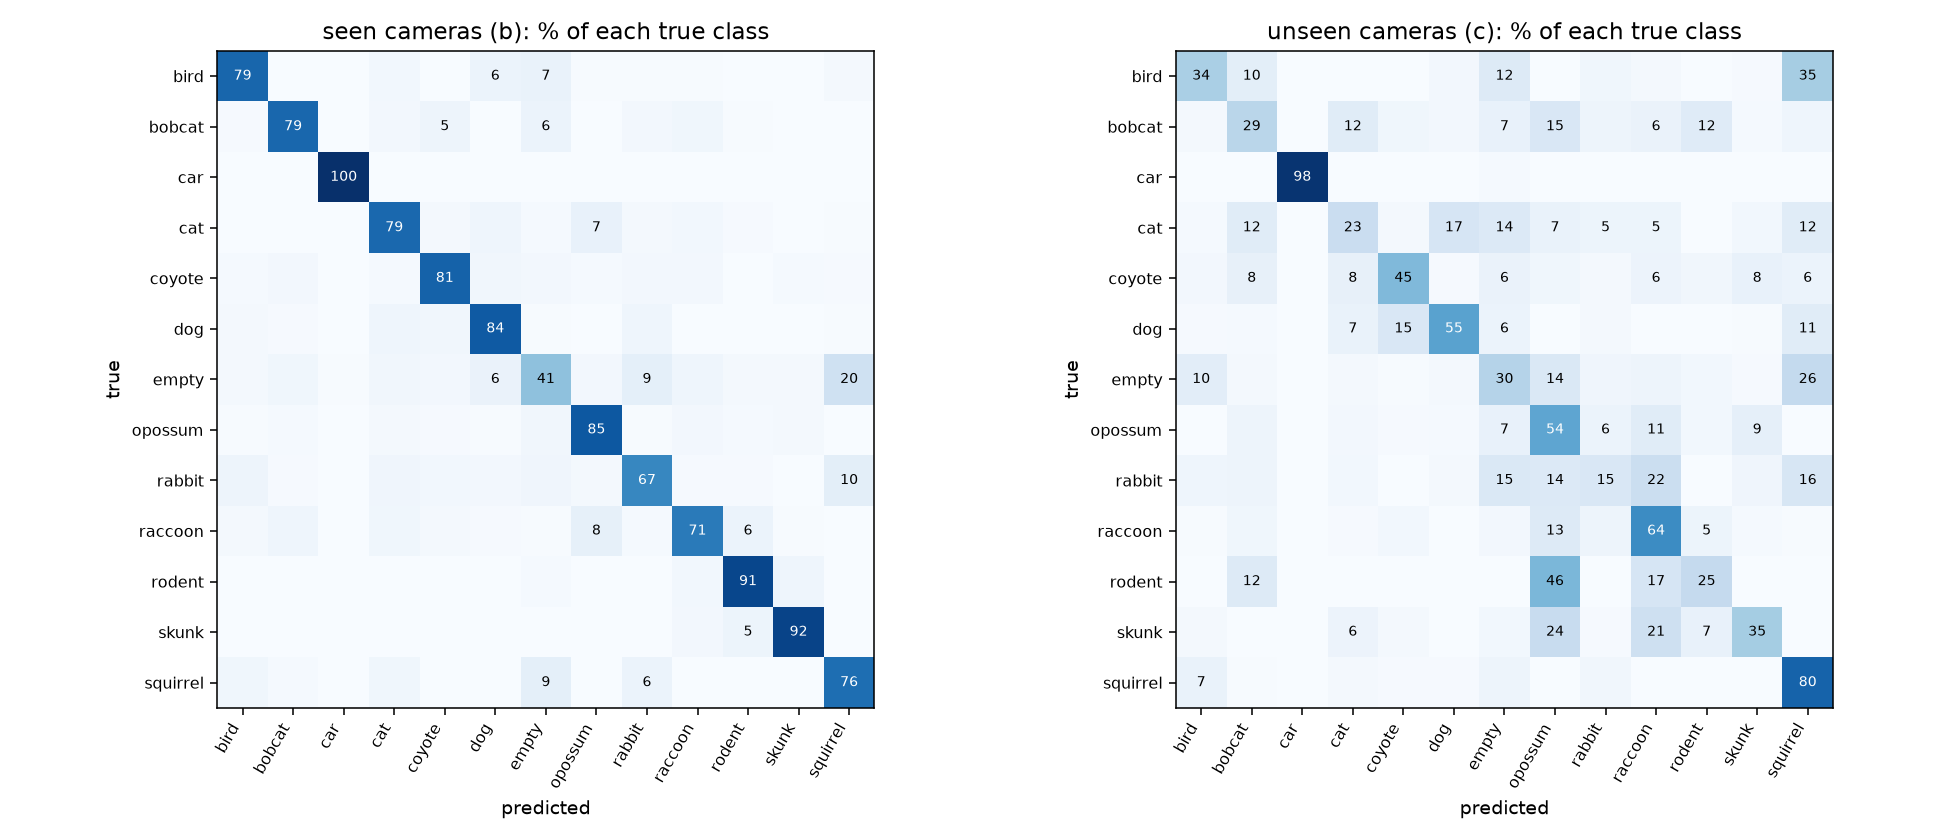 seen cameras (b): % of each true class
bird 79 6 7
bobcat 79 5 6
car 100
cat 79 7
coyote 81
dog 84
empty 6 41 9 20
opossum 85
rabbit 67 10
raccoon 8 71 6
rodent 91
skunk 5 92
squirrel 9 6 76
true
bird bobcat car cat coyote dog empty opossum rabbit raccoon rodent skunk squirrel
predicted
unseen cameras (c): % of each true class
bird 34 10 12 35
bobcat 29 12 7 15 6 12
car 98
cat 12 23 17 14 7 5 5 12
coyote 8 8 45 6 6 8 6
dog 7 15 55 6 11
empty 10 30 14 26
opossum 7 54 6 11 9
rabbit 15 14 15 22 16
raccoon 13 64 5
rodent 12 46 17 25
skunk 6 24 21 7 35
squirrel 7 80
true
bird bobcat car cat coyote dog empty opossum rabbit raccoon rodent skunk squirrel
predicted